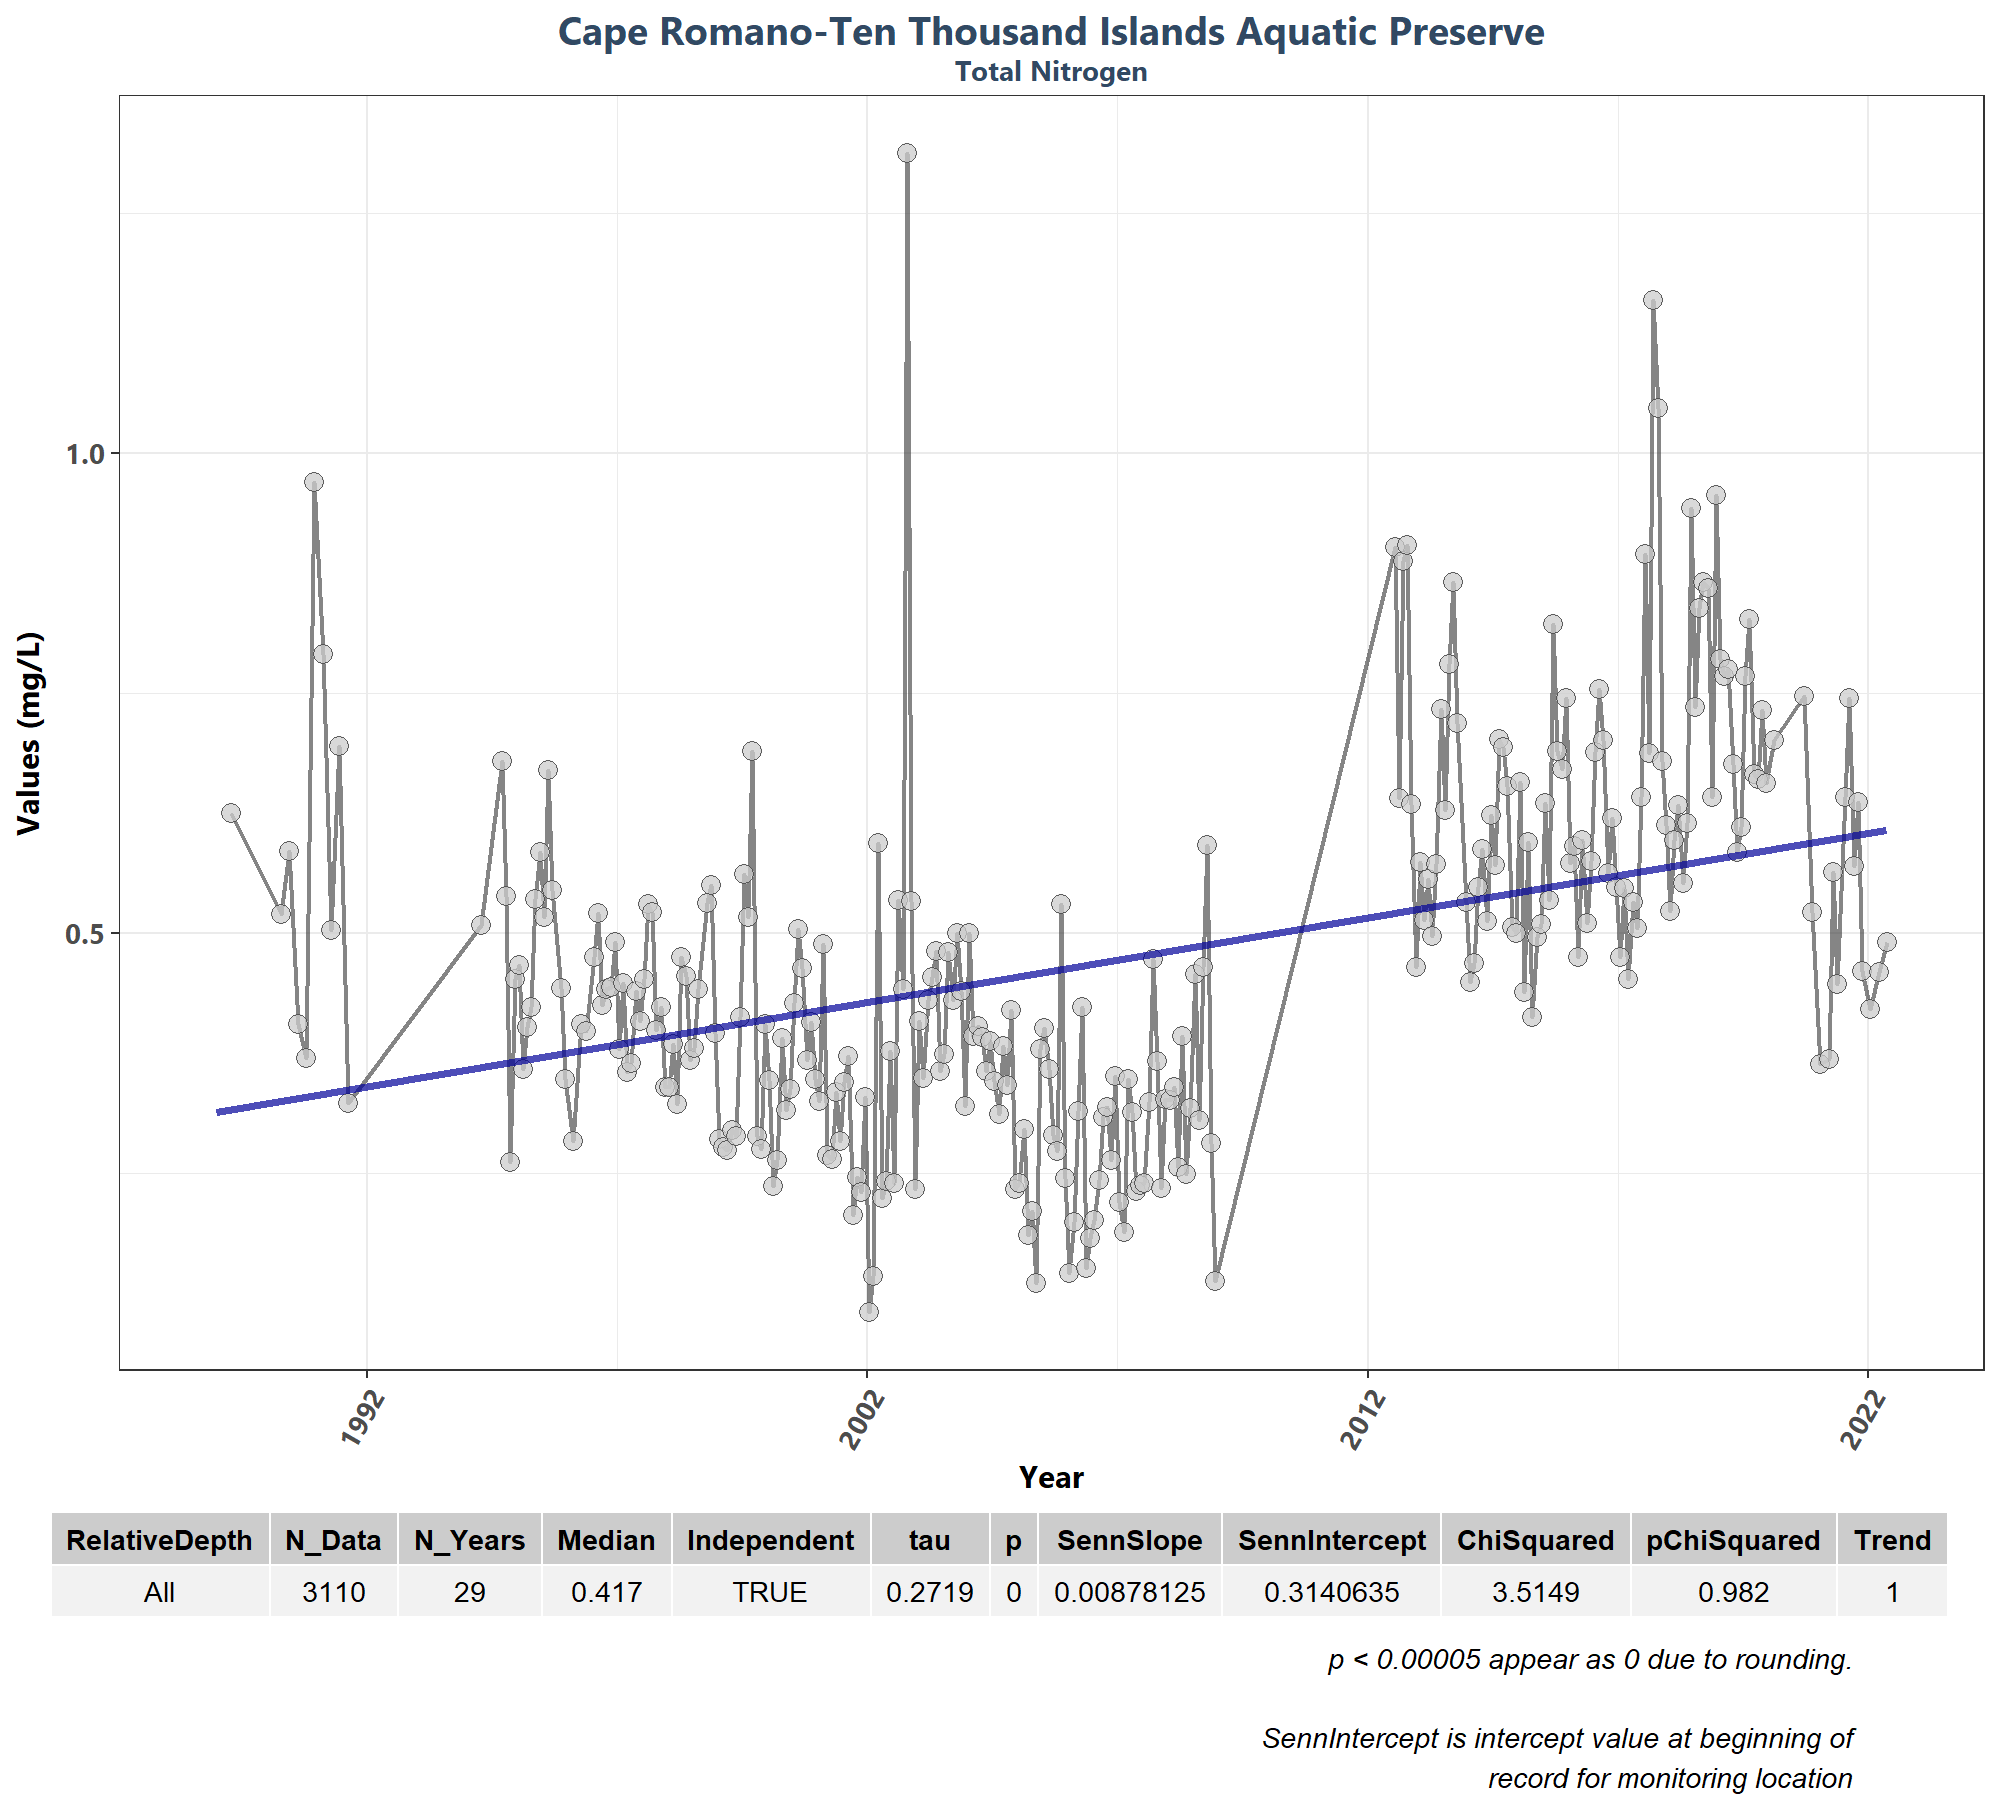 Cape Romano-Ten Thousand Islands Aquatic Preserve
Total Nitrogen
Values (mg/L)
1.0
0.5
1992 2002 2012 2022
Year
RelativeDepth N_Data N_Years Median Independent tau p SennSlope SennIntercept ChiSquared pChiSquared Trend
All 3110 29 0.417 TRUE 0.2719 0 0.00878125 0.3140635 3.5149 0.982 1
p < 0.00005 appear as 0 due to rounding.
SennIntercept is intercept value at beginning of
record for monitoring location